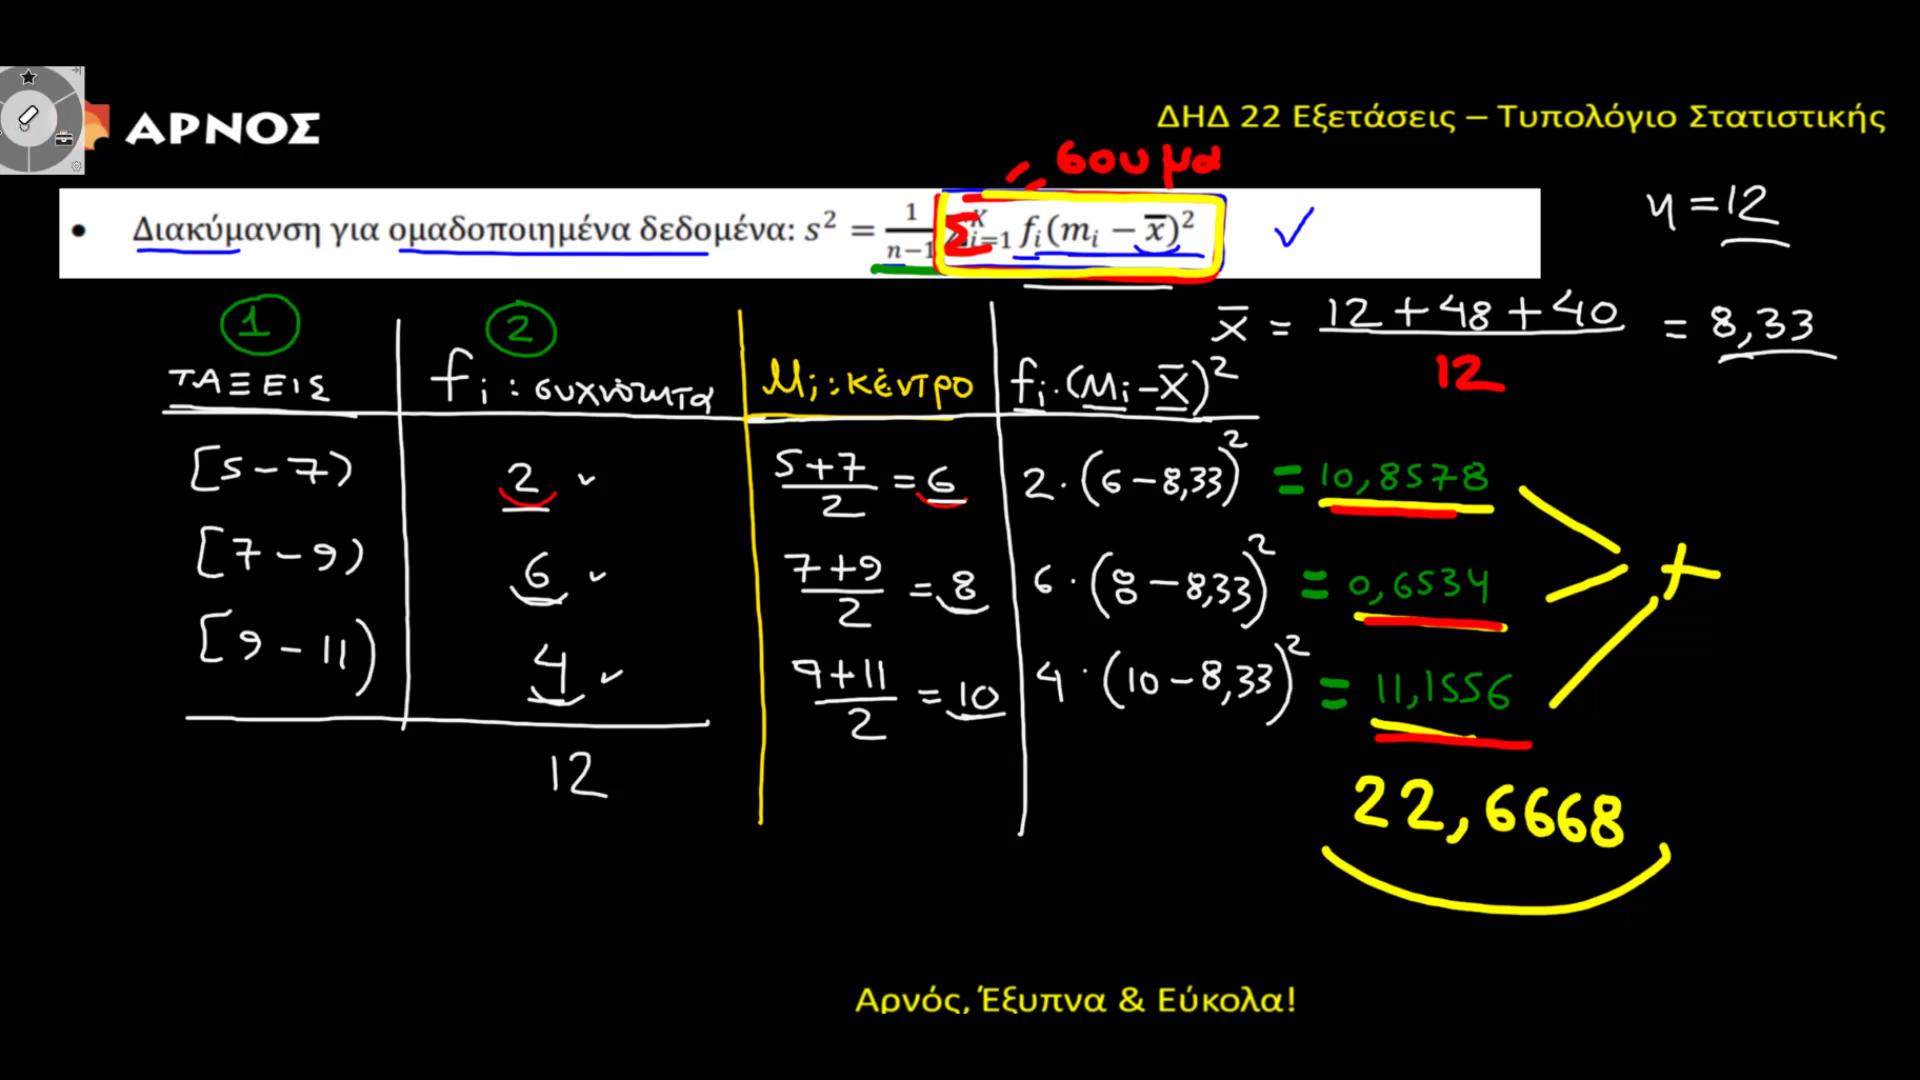 ΑΡΝΟΣ
ΔΗΔ 22 Εξετάσεις – Τυπολόγιο Στατιστικής
σουμα
• Διακύμανση για ομαδοποιημένα δεδομένα: s² = 1/(n−1) Σᴷᵢ₌₁ fᵢ(mᵢ − x̅)² ✓
η = 12
x̅ = (12 + 48 + 40)/12 = 8,33
① ②
ΤΑΞΕΙΣ fᵢ : συχνότητα Mᵢ : κέντρο fᵢ·(Mᵢ − x̅)²
[5 – 7) 2 ✓ (5+7)/2 = 6 2·(6 – 8,33)² = 10,8578
[7 – 9) 6 ✓ (7+9)/2 = 8 6·(8 – 8,33)² = 0,6534 +
[9 – 11) 4 ✓ (9+11)/2 = 10 4·(10 – 8,33)² = 11,1556
12 22,6668
Αρνός, Έξυπνα & Εύκολα!